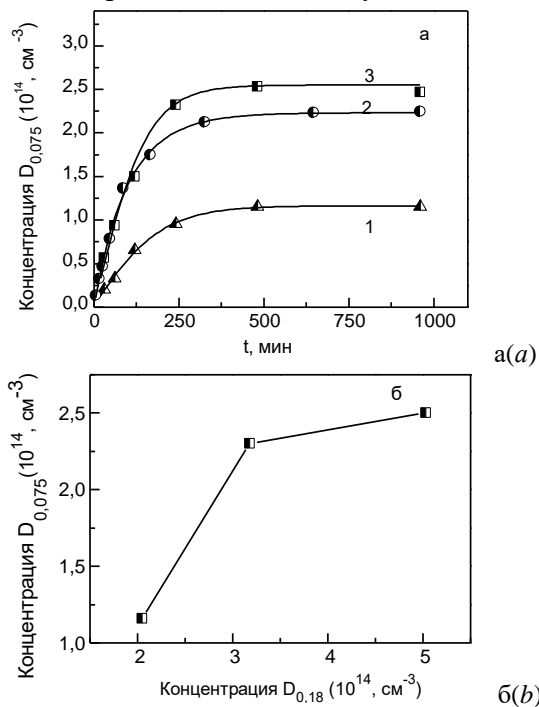 а
3,0
2,5
2,0
1,5
1,0
0,5
0,0
Концентрация D0,075 (10^14, см^-3)
3
2
1
0 250 500 750 1000
t, мин
а(a)
б
2,5
2,0
1,5
1,0
Концентрация D0,075 (10^14, см^-3)
2 3 4 5
Концентрация D0,18 (10^14, см^-3)
б(b)